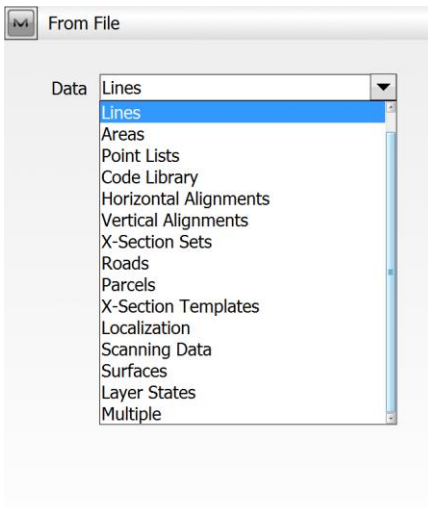 From File
Data Lines
Lines
Areas
Point Lists
Code Library
Horizontal Alignments
Vertical Alignments
X-Section Sets
Roads
Parcels
X-Section Templates
Localization
Scanning Data
Surfaces
Layer States
Multiple